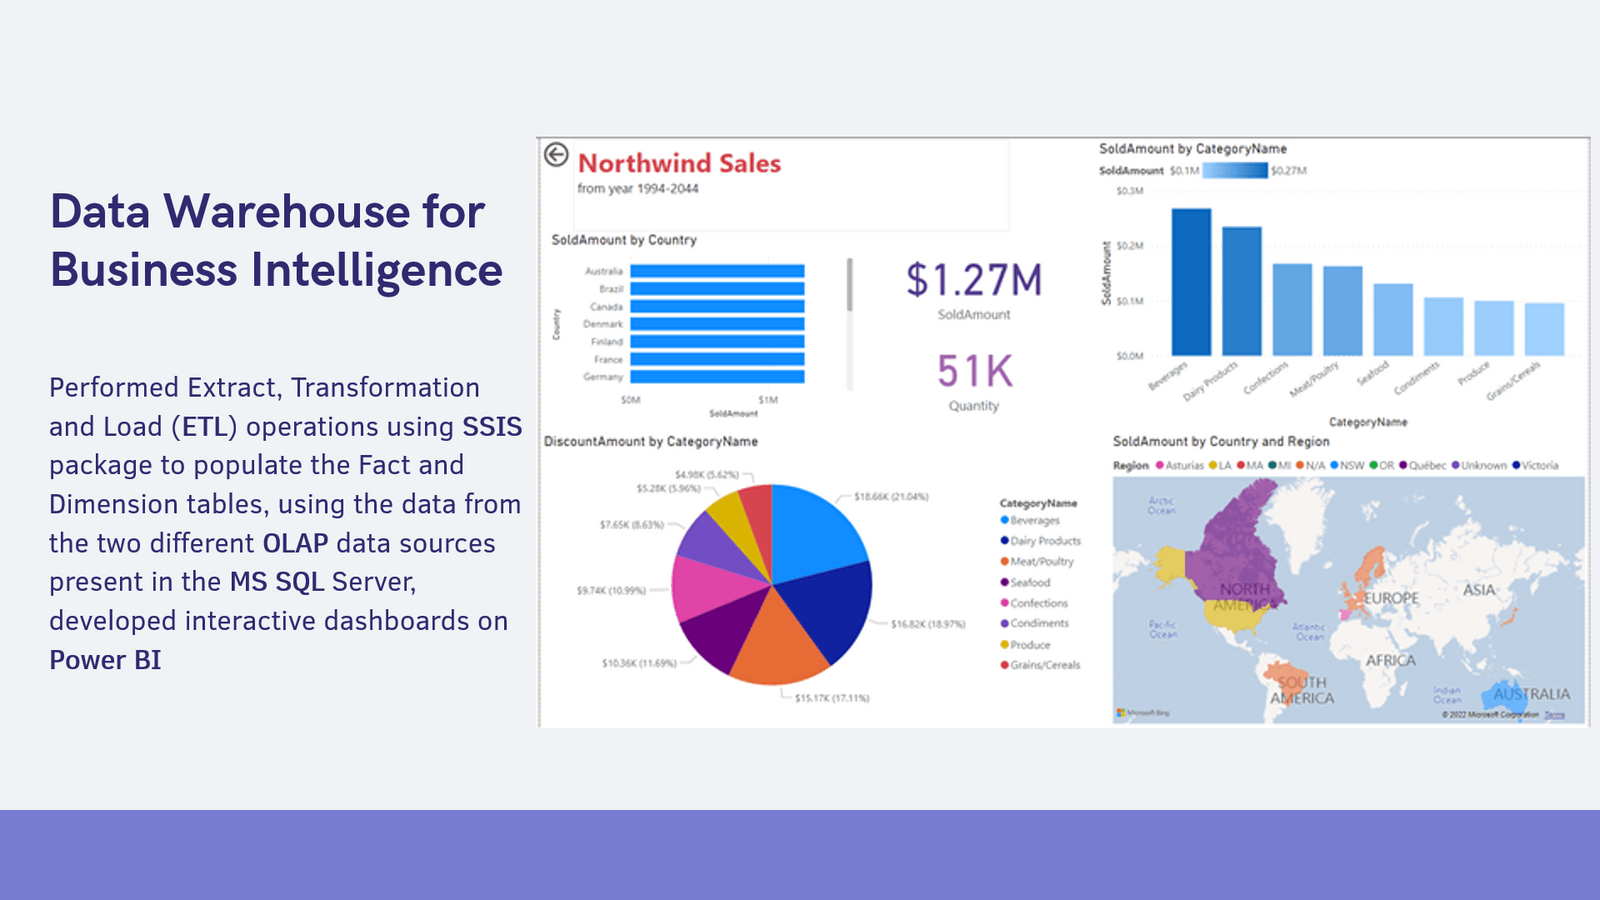 Data Warehouse for
Business Intelligence
Performed Extract, Transformation
and Load (ETL) operations using SSIS
package to populate the Fact and
Dimension tables, using the data from
the two different OLAP data sources
present in the MS SQL Server,
developed interactive dashboards on
Power BI
Northwind Sales
from year 1994-2044
SoldAmount by Country
Country
Australia
Brazil
Canada
Denmark
Finland
France
Germany
$0M $1M
SoldAmount
$1.27M
SoldAmount
51K
Quantity
SoldAmount by CategoryName
SoldAmount $0.1M $0.27M
SoldAmount
$0.3M
$0.2M
$0.1M
$0.0M
Beverages
Dairy Products
Confections
Meat/Poultry
Seafood
Condiments
Produce
Grains/Cereals
CategoryName
DiscountAmount by CategoryName
$4.98K (5.62%)
$5.28K (5.96%)
$7.65K (8.63%)
$9.74K (10.99%)
$10.36K (11.69%)
$15.17K (17.11%)
$16.82K (18.97%)
$18.66K (21.04%)
CategoryName
Beverages
Dairy Products
Meat/Poultry
Seafood
Confections
Condiments
Produce
Grains/Cereals
SoldAmount by Country and Region
Region Asturias LA MA MI N/A NSW OR Québec Unknown Victoria
Arctic
Ocean
NORTH
AMERICA
EUROPE
ASIA
Pacific
Ocean
Atlantic
Ocean
AFRICA
SOUTH
AMERICA
Indian
Ocean
AUSTRALIA
Microsoft Bing
© 2022 Microsoft Corporation Terms